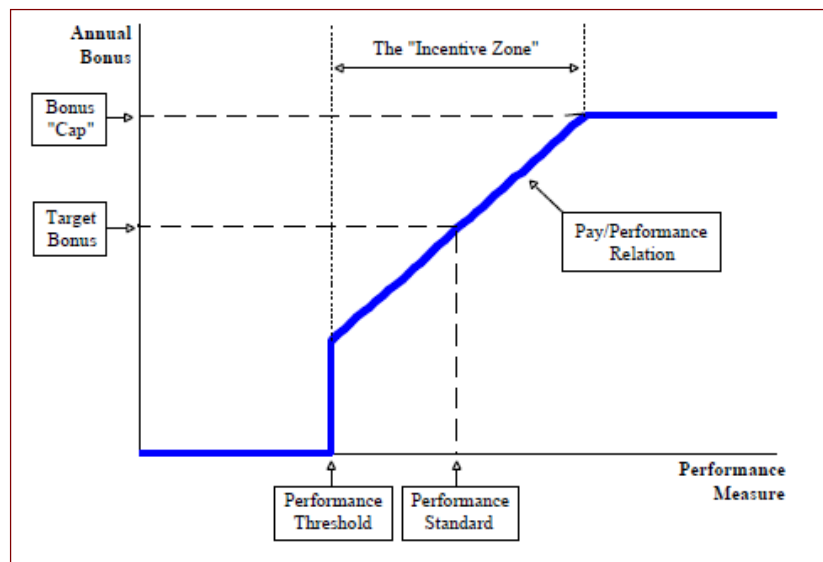 Annual
Bonus
The "Incentive Zone"
Bonus
"Cap"
Target
Bonus
Pay/Performance
Relation
Performance
Measure
Performance
Threshold
Performance
Standard